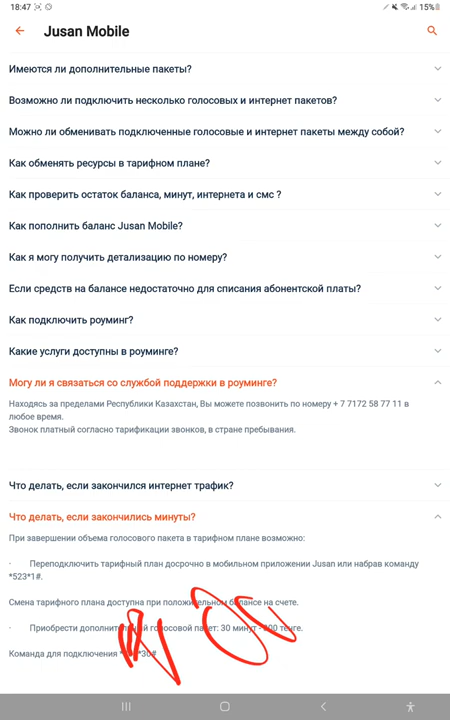 18:47
15%
Jusan Mobile
Имеются ли дополнительные пакеты?
Возможно ли подключить несколько голосовых и интернет пакетов?
Можно ли обменивать подключенные голосовые и интернет пакеты между собой?
Как обменять ресурсы в тарифном плане?
Как проверить остаток баланса, минут, интернета и смс ?
Как пополнить баланс Jusan Mobile?
Как я могу получить детализацию по номеру?
Если средств на балансе недостаточно для списания абонентской платы?
Как подключить роуминг?
Какие услуги доступны в роуминге?
Могу ли я связаться со службой поддержки в роуминге?
Находясь за пределами Республики Казахстан, Вы можете позвонить по номеру + 7 7172 58 77 11 в
любое время.
Звонок платный согласно тарификации звонков, в стране пребывания.
Что делать, если закончился интернет трафик?
Что делать, если закончились минуты?
При завершении объема голосового пакета в тарифном плане возможно:
· Переподключить тарифный план досрочно в мобильном приложении Jusan или набрав команду
*523*1#.
Смена тарифного плана доступна при положительном балансе на счете.
· Приобрести дополнительный голосовой пакет: 30 минут - тенге.
Команда для подключения